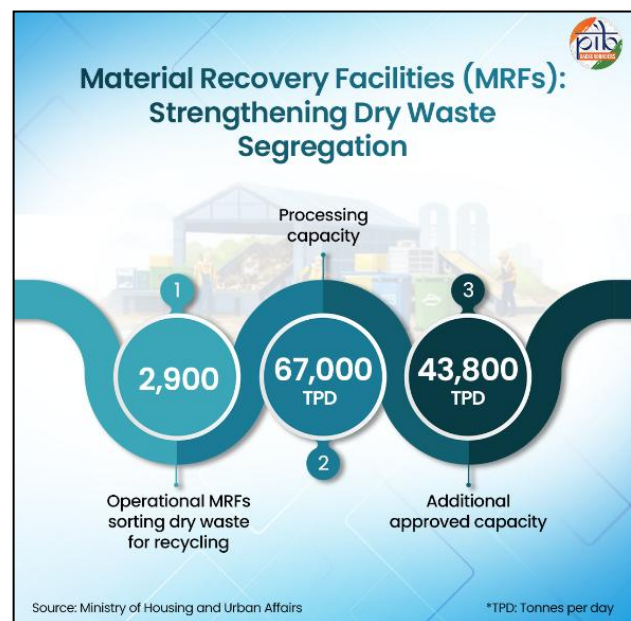 pib
Material Recovery Facilities (MRFs):
Strengthening Dry Waste
Segregation
Processing
capacity
1
2,900
67,000
TPD
3
43,800
TPD
2
Operational MRFs
sorting dry waste
for recycling
Additional
approved capacity
Source: Ministry of Housing and Urban Affairs
*TPD: Tonnes per day